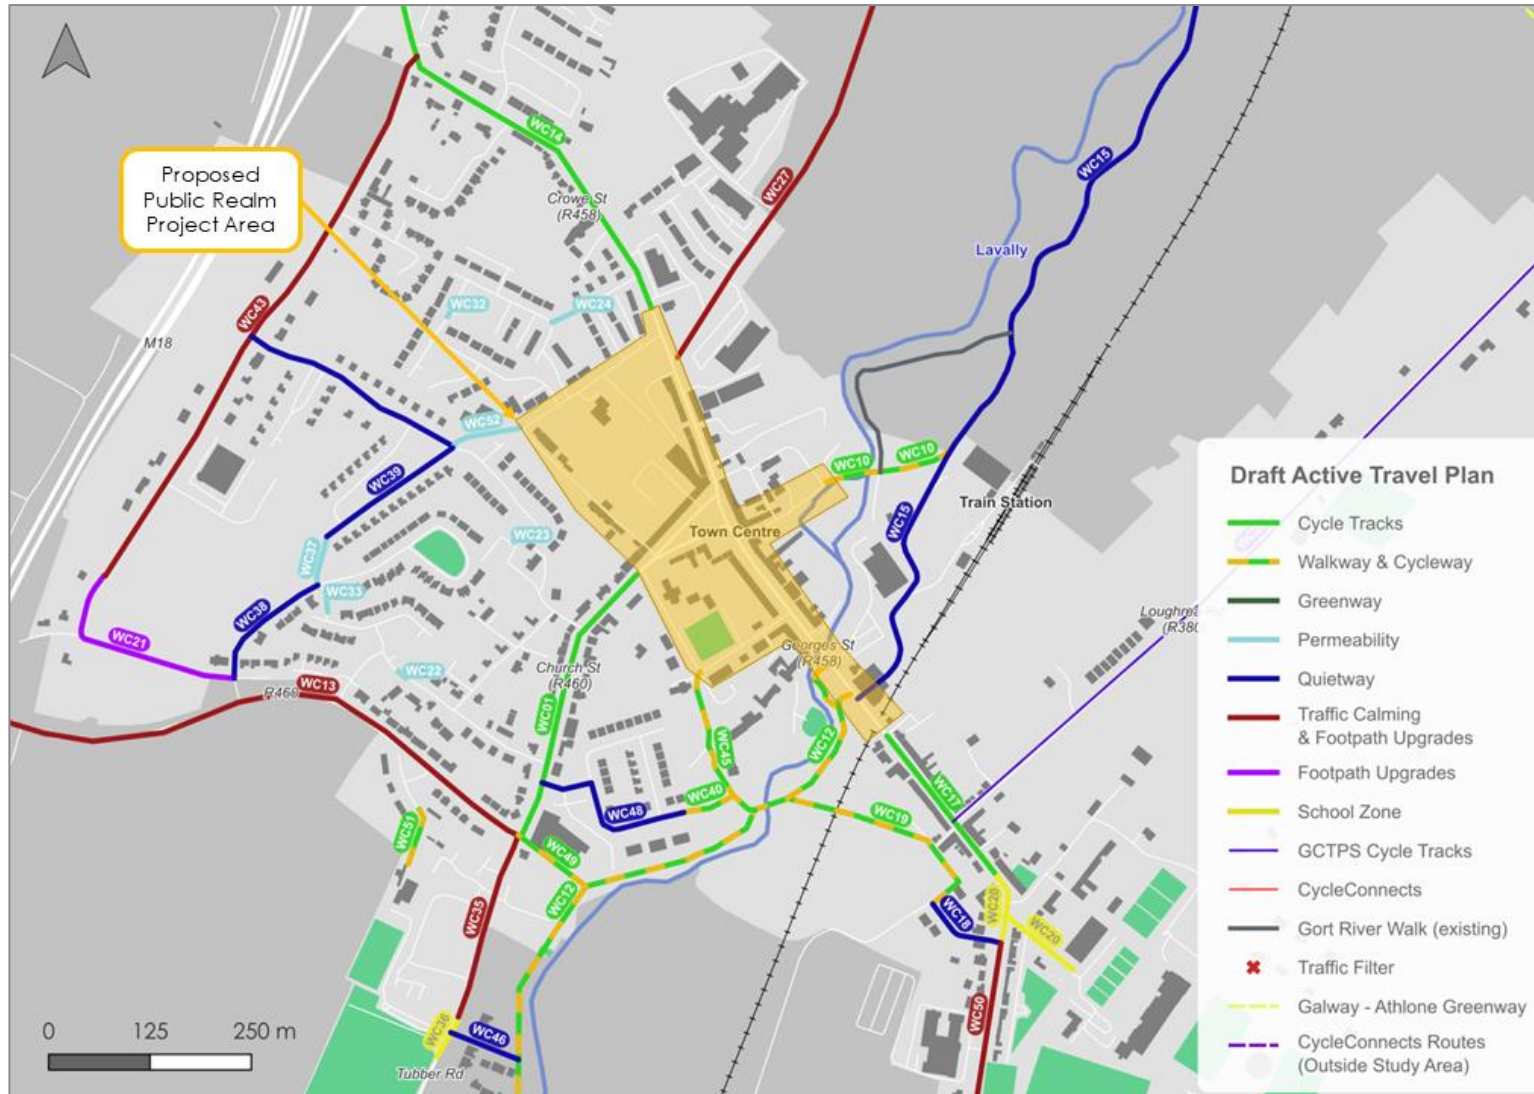 WC14
Proposed
Public Realm
Project Area
WC27
Crowe St
(R458)
WC15
Lavally
WC43
WC32
WC24
M18
WC52
WC39
WC10
WC10
WC23
Town Centre
WC15
Train Station
WC37
WC33
WC38
WC21
WC22
R460
WC13
Church St
(R460)
WC01
Georges St
(R458)
WC45
WC12
WC40
WC48
WC51
WC49
WC12
WC17
WC19
WC18
WC20
WC20
WC35
WC50
WC36
WC46
Tubber Rd
0 125 250 m
(R380
Draft Active Travel Plan
Cycle Tracks
Walkway & Cycleway
Greenway
Permeability
Quietway
Traffic Calming
& Footpath Upgrades
Footpath Upgrades
School Zone
GCTPS Cycle Tracks
CycleConnects
Gort River Walk (existing)
Traffic Filter
Galway - Athlone Greenway
CycleConnects Routes
(Outside Study Area)